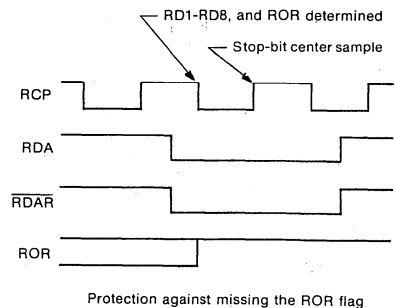 RD1-RD8, and ROR determined
Stop-bit center sample
RCP
RDA
RDAR
ROR
Protection against missing the ROR flag